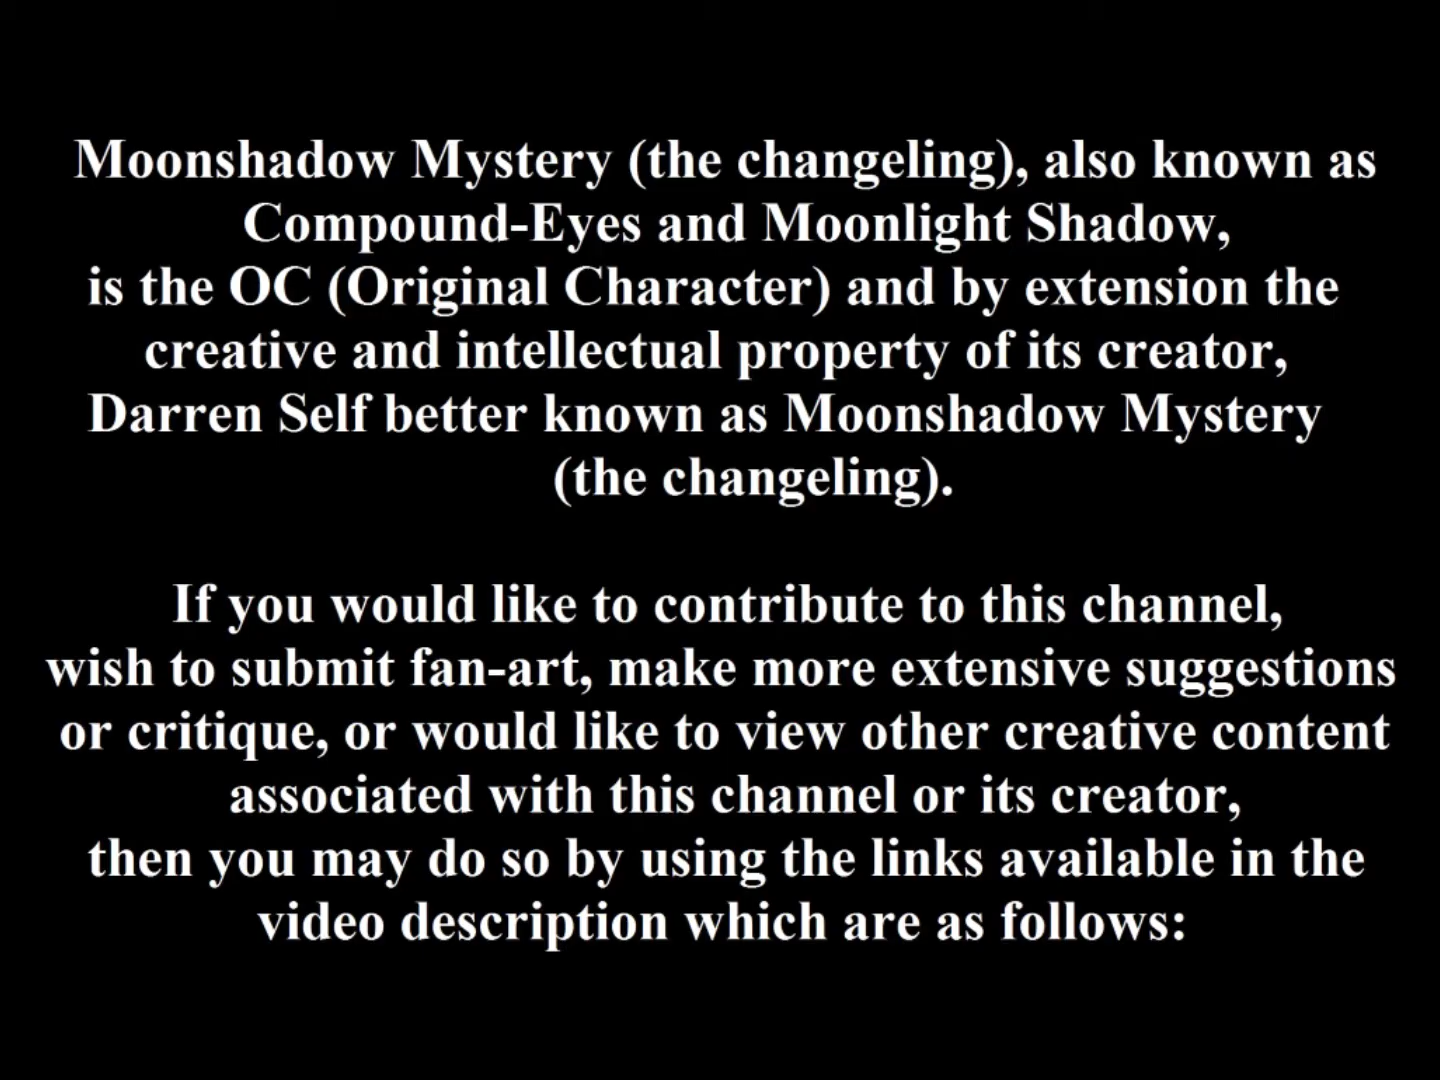 Moonshadow Mystery (the changeling), also known as
Compound-Eyes and Moonlight Shadow,
is the OC (Original Character) and by extension the
creative and intellectual property of its creator,
Darren Self better known as Moonshadow Mystery
(the changeling).
If you would like to contribute to this channel,
wish to submit fan-art, make more extensive suggestions
or critique, or would like to view other creative content
associated with this channel or its creator,
then you may do so by using the links available in the
video description which are as follows: